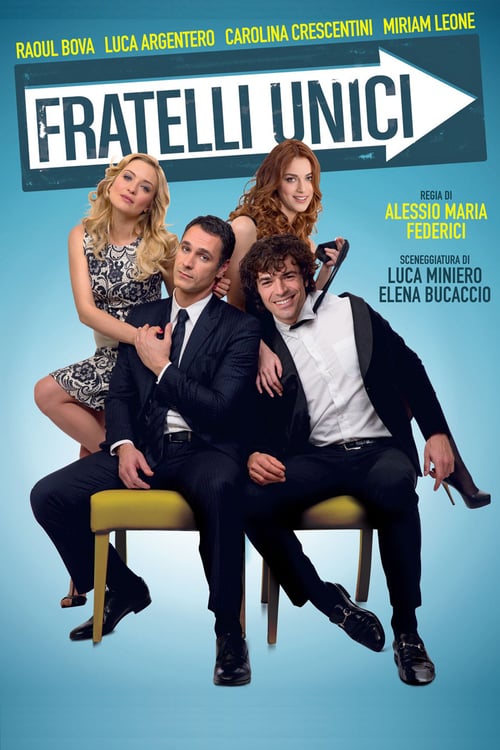 RAOUL BOVA LUCA ARGENTERO CAROLINA CRESCENTINI MIRIAM LEONE
FRATELLI UNICI
REGIA DI
ALESSIO MARIA
FEDERICI
SCENEGGIATURA DI
LUCA MINIERO
ELENA BUCACCIO